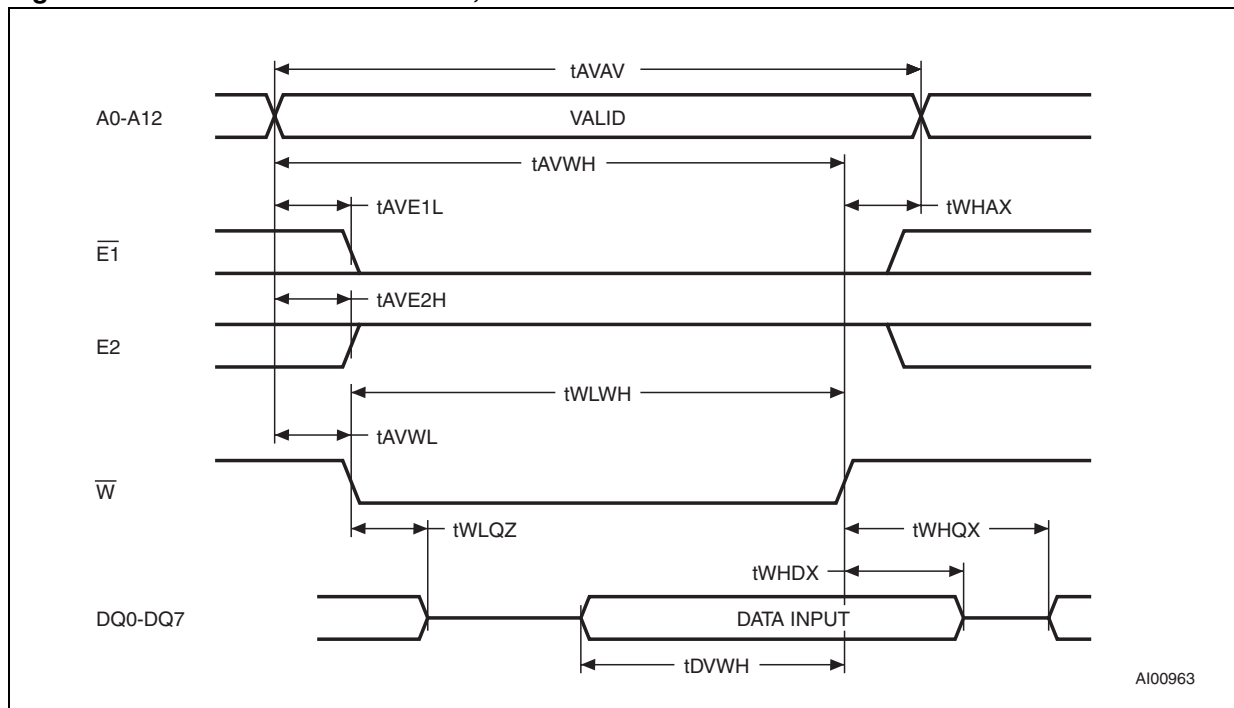 tAVAV
A0-A12
VALID
tAVWH
tAVE1L
tWHAX
E1
tAVE2H
E2
tWLWH
tAVWL
W
tWLQZ
tWHQX
tWHDX
DQ0-DQ7
DATA INPUT
tDVWH
AI00963